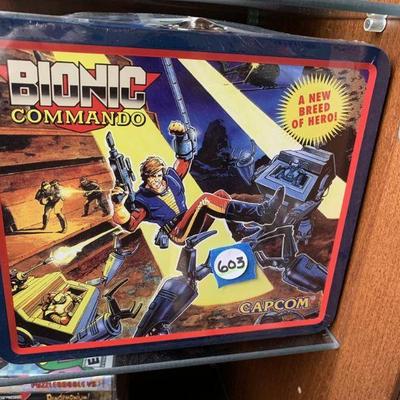 BIONIC
COMMANDO
A NEW
BREED
OF HERO!
603
CAPCOM